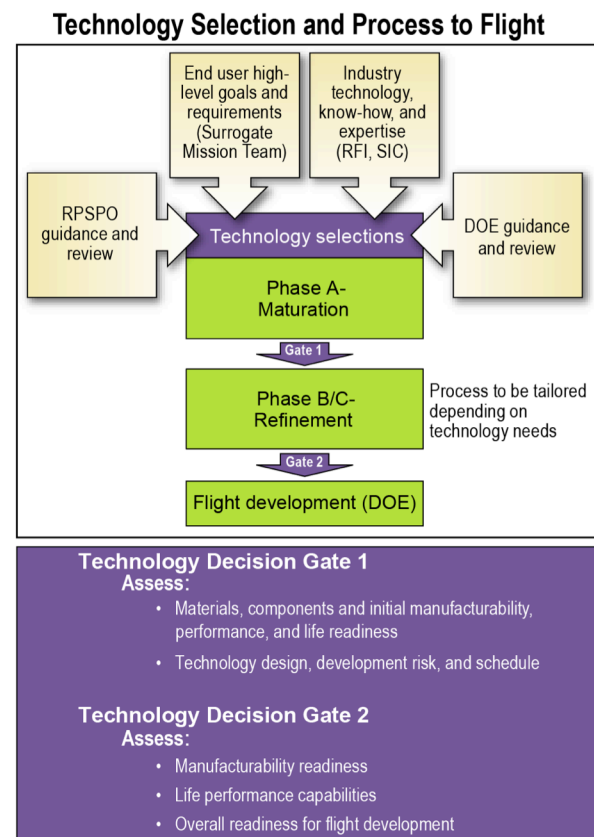 Technology Selection and Process to Flight
End user high-
level goals and
requirements
(Surrogate
Mission Team)
Industry
technology,
know-how, and
expertise
(RFI, SIC)
RPSPO
guidance and
review
Technology selections
DOE guidance
and review
Phase A-
Maturation
Gate 1
Phase B/C-
Refinement
Process to be tailored
depending on
technology needs
Gate 2
Flight development (DOE)
Technology Decision Gate 1
Assess:
• Materials, components and initial manufacturability,
performance, and life readiness
• Technology design, development risk, and schedule
Technology Decision Gate 2
Assess:
• Manufacturability readiness
• Life performance capabilities
• Overall readiness for flight development